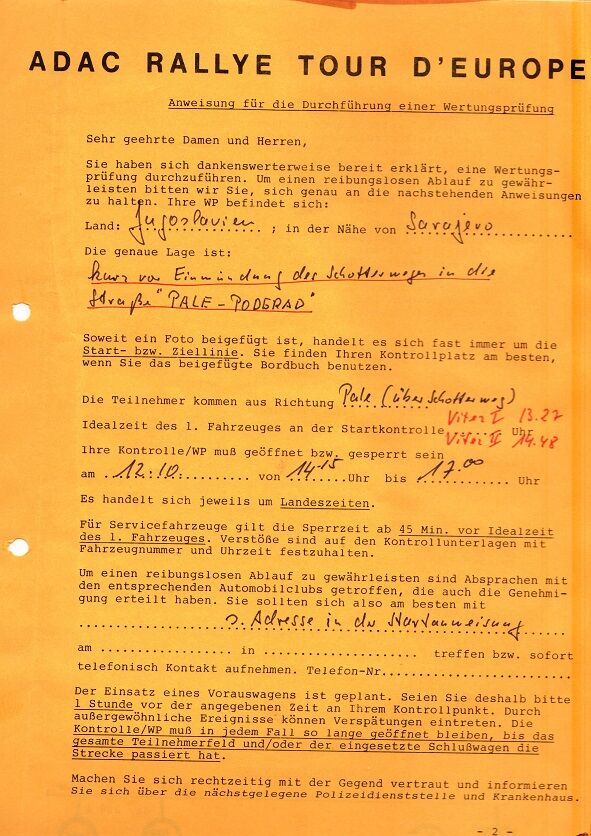 ADAC RALLYE TOUR D'EUROPE
Anweisung für die Durchführung einer Wertungsprüfung
Sehr geehrte Damen und Herren,
Sie haben sich dankenswerterweise bereit erklärt, eine Wertungs-
prüfung durchzuführen. Um einen reibungslosen Ablauf zu gewähr-
leisten bitten wir Sie, sich genau an die nachstehenden Anweisungen
zu halten. Ihre WP befindet sich:
Land: Jugoslavien ; in der Nähe von Sarajevo
Die genaue Lage ist:
kurz vor Einmündung des Schotterweges in die
Straße "PALE - PODGRAD"
Soweit ein Foto beigefügt ist, handelt es sich fast immer um die
Start- bzw. Ziellinie. Sie finden Ihren Kontrollplatz am besten,
wenn Sie das beigefügte Bordbuch benutzen.
Die Teilnehmer kommen aus Richtung Pale (über Schotterweg)
Vitez I 13.27
Idealzeit des 1. Fahrzeuges an der Startkontrolle Uhr
Vitez II 14.48
Ihre Kontrolle/WP muß geöffnet bzw. gesperrt sein
am 12.10. von 14.15 Uhr bis 17.00 Uhr
Es handelt sich jeweils um Landeszeiten.
Für Servicefahrzeuge gilt die Sperrzeit ab 45 Min. vor Idealzeit
des 1. Fahrzeuges. Verstöße sind auf den Kontrollunterlagen mit
Fahrzeugnummer und Uhrzeit festzuhalten.
Um einen reibungslosen Ablauf zu gewährleisten sind Absprachen mit
den entsprechenden Automobilclubs getroffen, die auch die Genehmi-
gung erteilt haben. Sie sollten sich also am besten mit
s. Adresse in der Startanweisung
am .................. in ..................... treffen bzw. sofort
telefonisch Kontakt aufnehmen. Telefon-Nr.........................
Der Einsatz eines Vorauswagens ist geplant. Seien Sie deshalb bitte
1 Stunde vor der angegebenen Zeit an Ihrem Kontrollpunkt. Durch
außergewöhnliche Ereignisse können Verspätungen eintreten. Die
Kontrolle/WP muß in jedem Fall so lange geöffnet bleiben, bis das
gesamte Teilnehmerfeld und/oder der eingesetzte Schlußwagen die
Strecke passiert hat.
Machen Sie sich rechtzeitig mit der Gegend vertraut und informieren
Sie sich über die nächstgelegene Polizeidienststelle und Krankenhaus.
- 2 -